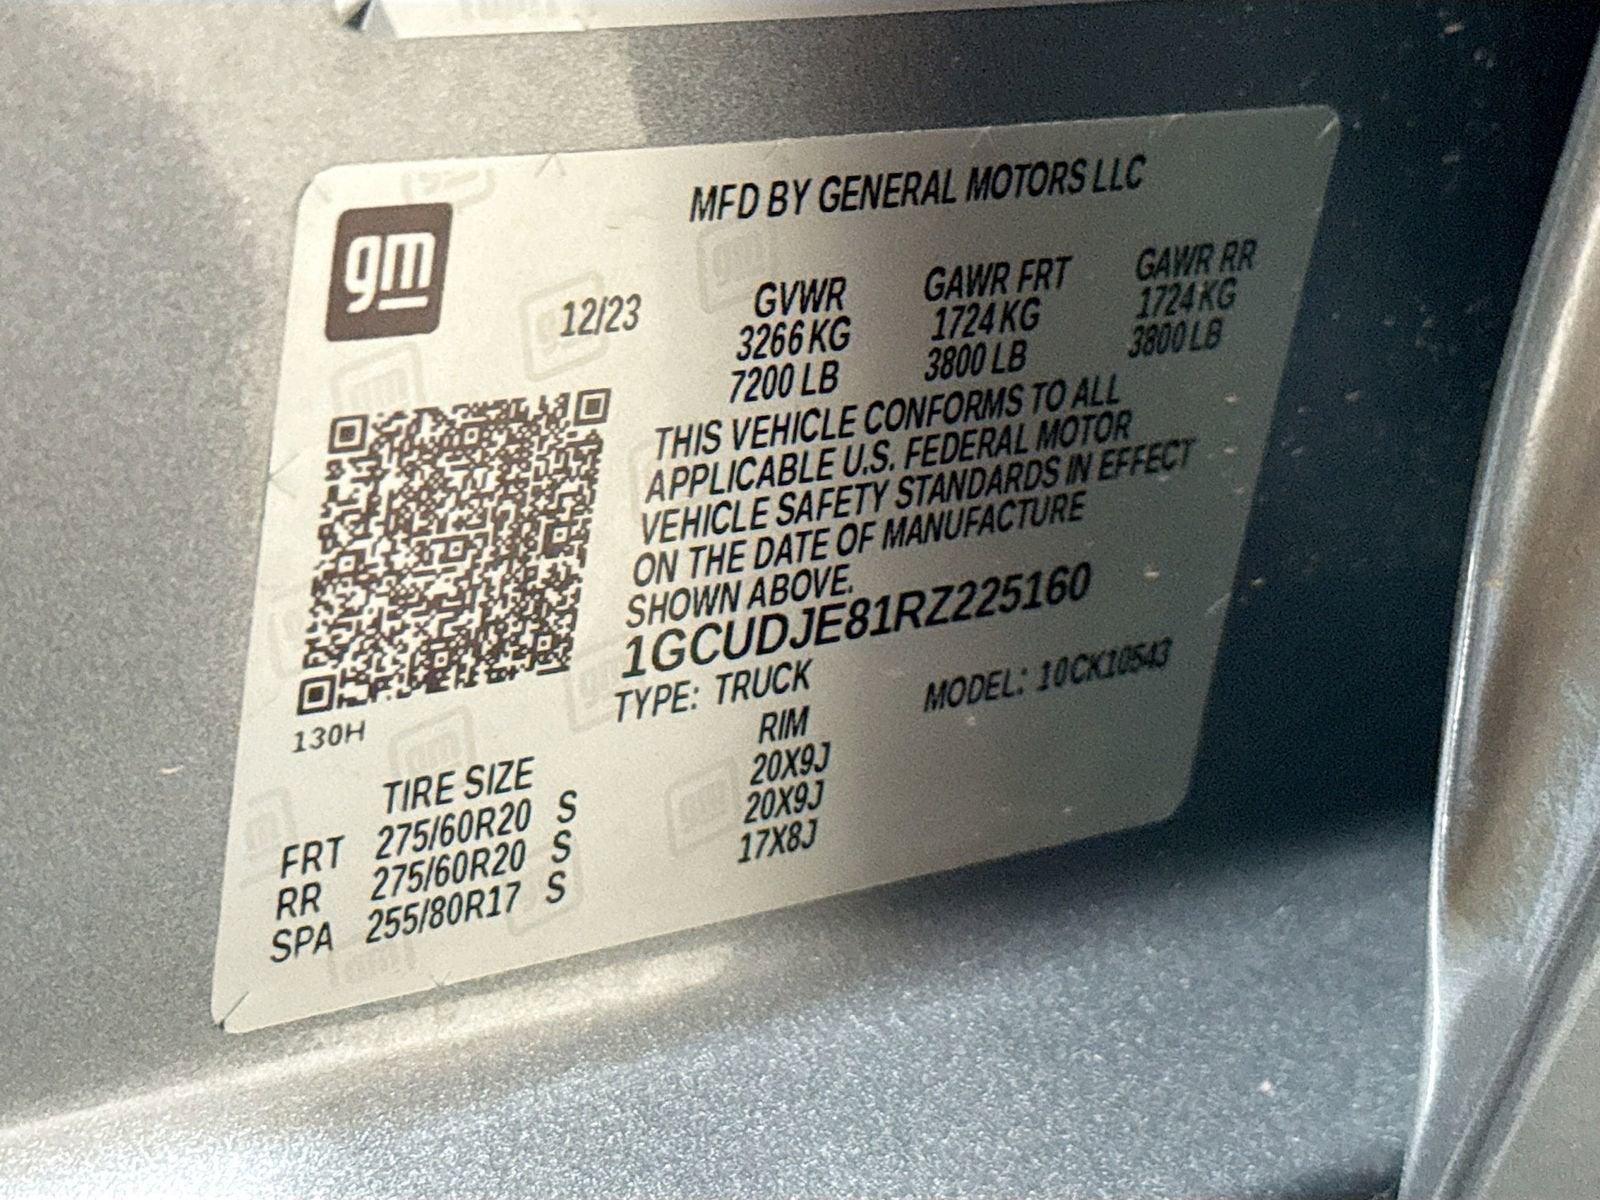 gm
MFD BY GENERAL MOTORS LLC
12/23
GVWR GAWR FRT GAWR RR
3266 KG 1724 KG 1724 KG
7200 LB 3800 LB 3800 LB
THIS VEHICLE CONFORMS TO ALL
APPLICABLE U.S. FEDERAL MOTOR
VEHICLE SAFETY STANDARDS IN EFFECT
ON THE DATE OF MANUFACTURE
SHOWN ABOVE.
1GCUDJE81RZ225160
TYPE: TRUCK MODEL: 10CK10543
130H
TIRE SIZE RIM
FRT 275/60R20 S 20X9J
RR 275/60R20 S 20X9J
SPA 255/80R17 S 17X8J